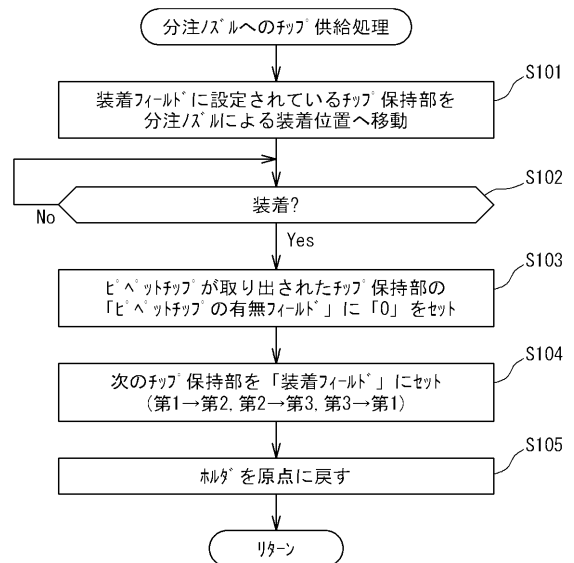 分注ノズルへのチップ供給処理
S101
装着フィールドに設定されているチップ保持部を
分注ノズルによる装着位置へ移動
S102
装着?
No
Yes
S103
ピペットチップが取り出されたチップ保持部の
「ピペットチップの有無フィールド」に「0」をセット
S104
次のチップ保持部を「装着フィールド」にセット
(第1→第2, 第2→第3, 第3→第1)
S105
ホルダを原点に戻す
リターン